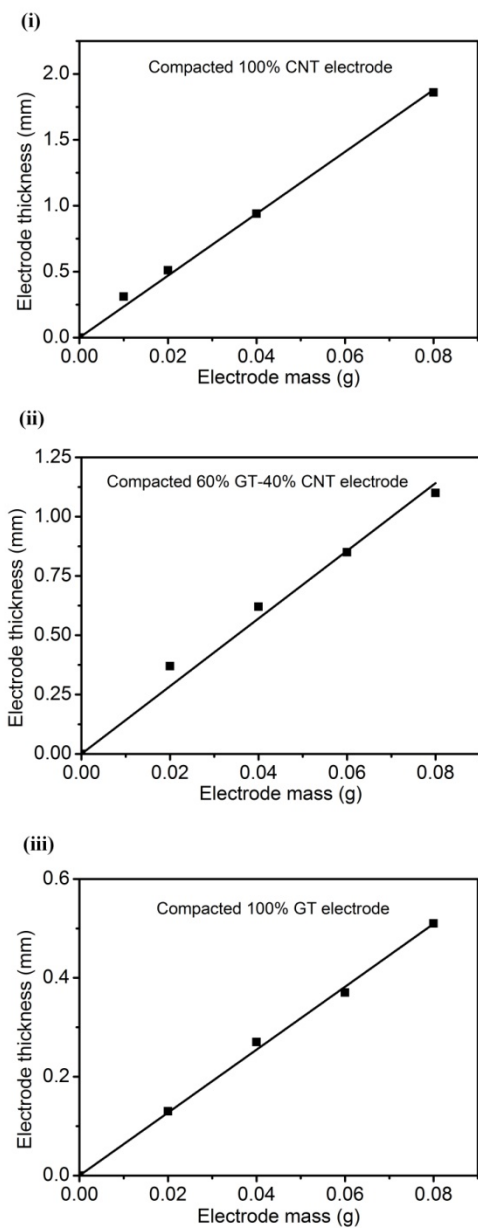 (i)
Compacted 100% CNT electrode
Electrode thickness (mm)
2.0
1.5
1.0
0.5
0.0
0.00 0.02 0.04 0.06 0.08
Electrode mass (g)
(ii)
Compacted 60% GT-40% CNT electrode
Electrode thickness (mm)
1.25
1.00
0.75
0.50
0.25
0.00
0.00 0.02 0.04 0.06 0.08
Electrode mass (g)
(iii)
Compacted 100% GT electrode
Electrode thickness (mm)
0.6
0.4
0.2
0.0
0.00 0.02 0.04 0.06 0.08
Electrode mass (g)